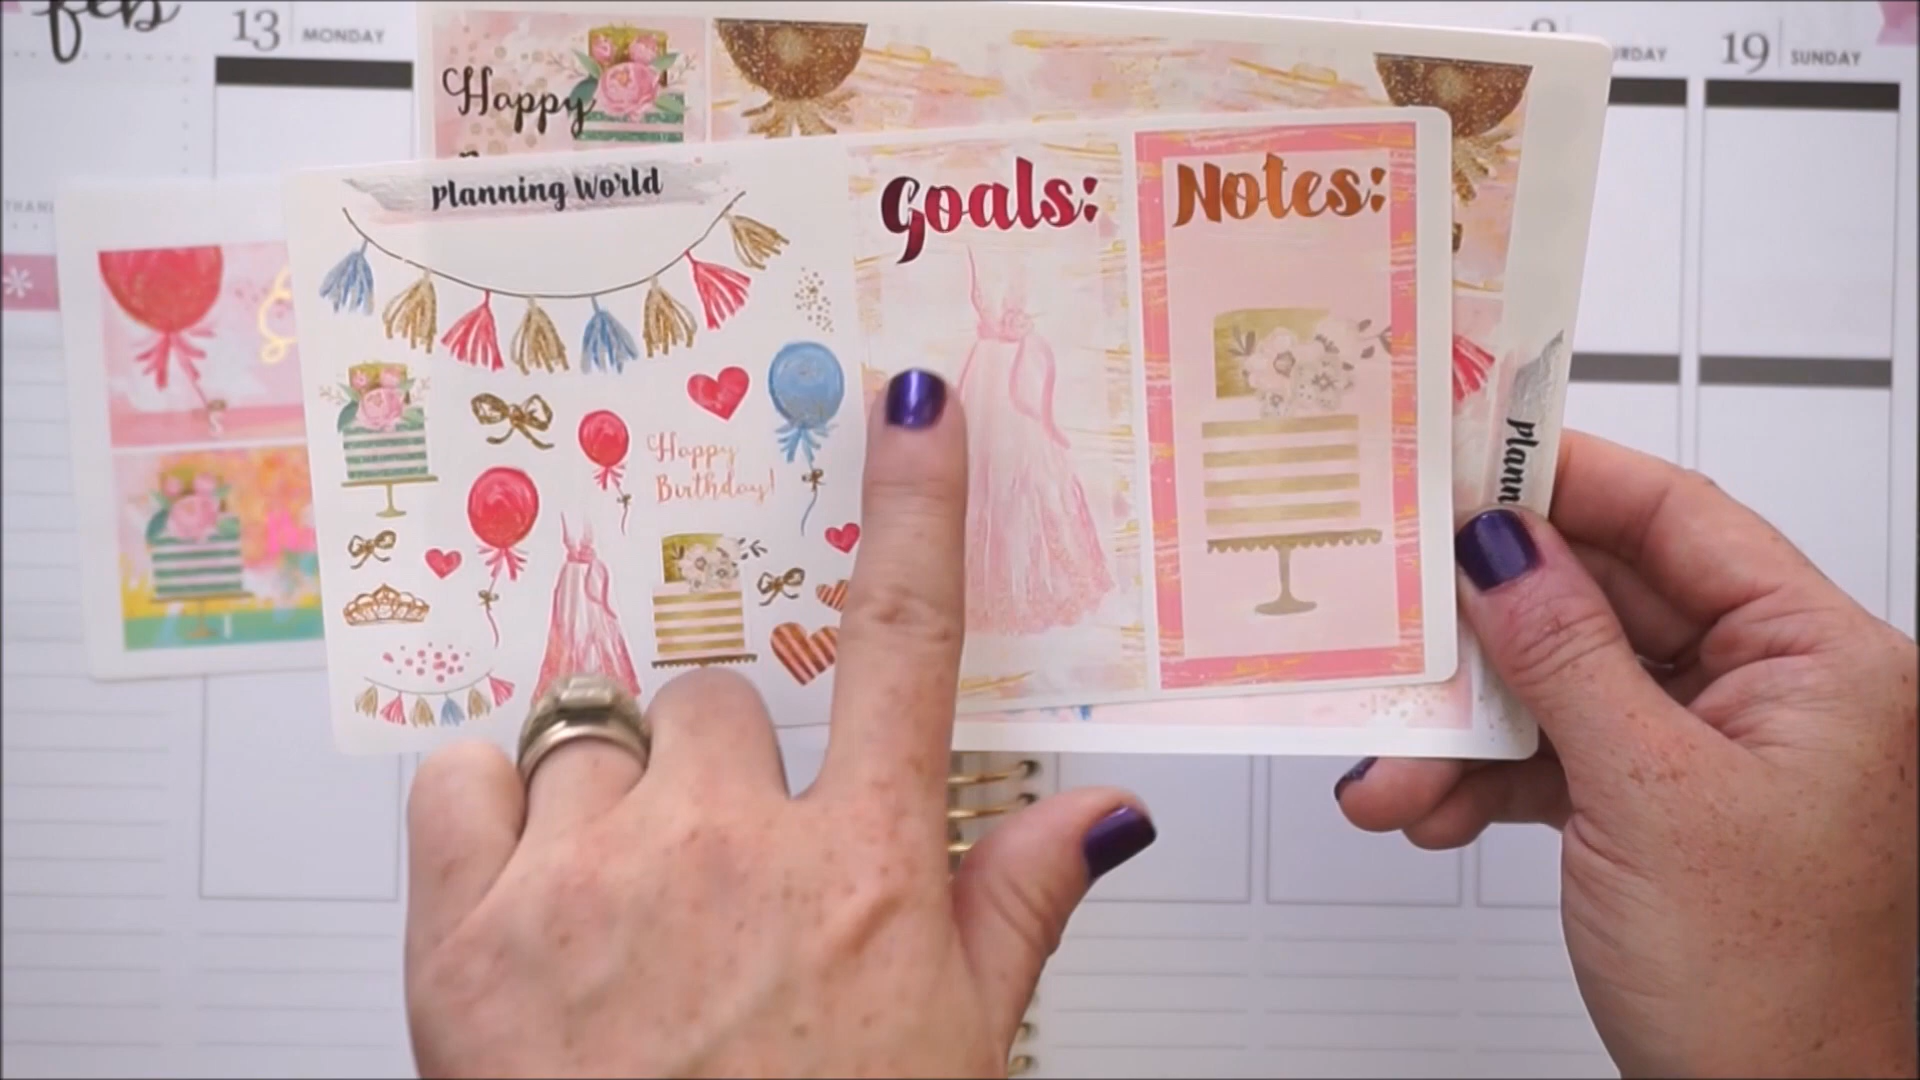 feb
13 MONDAY
19 SUNDAY
Happy
Planning World
Goals:
Notes:
Happy
Birthday!
Plann